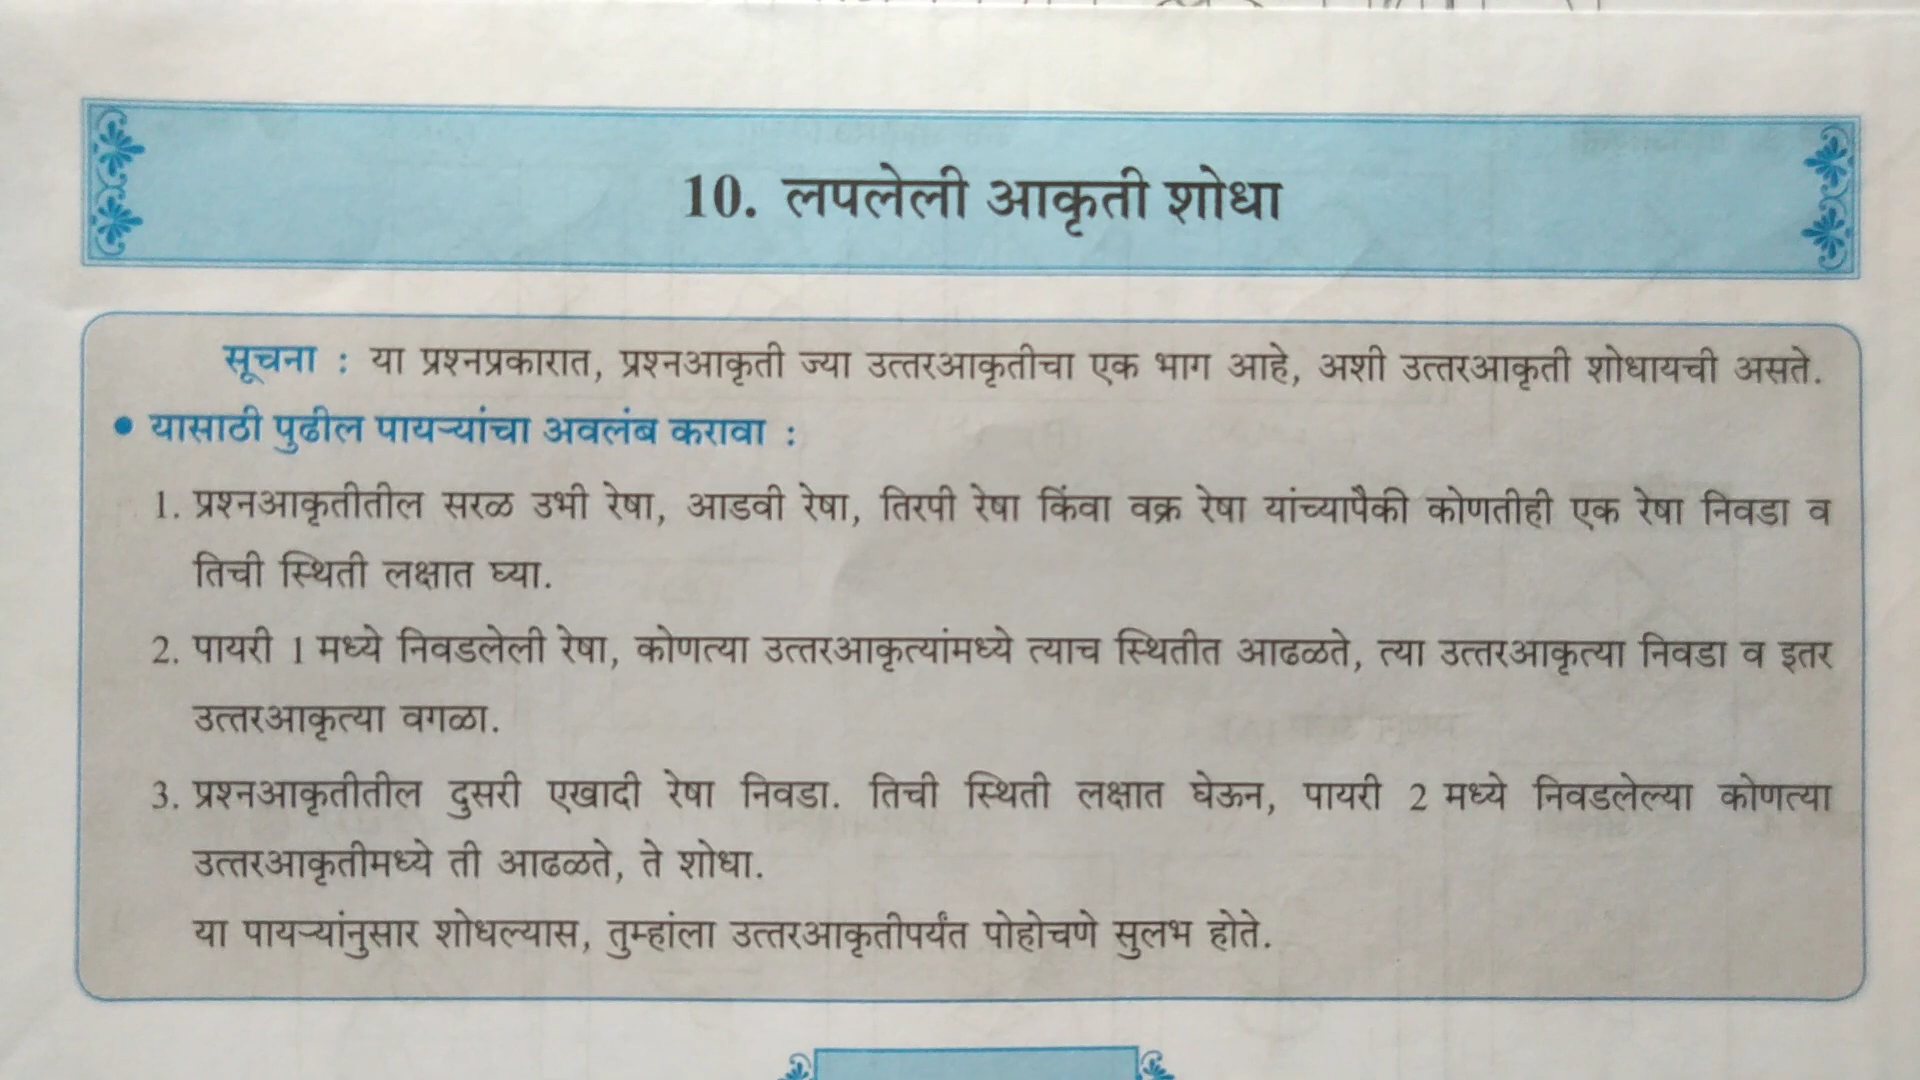 10. लपलेली आकृती शोधा
सूचना : या प्रश्नप्रकारात, प्रश्नआकृती ज्या उत्तरआकृतीचा एक भाग आहे, अशी उत्तरआकृती शोधायची असते.
• यासाठी पुढील पायऱ्यांचा अवलंब करावा :
1. प्रश्नआकृतीतील सरळ उभी रेषा, आडवी रेषा, तिरपी रेषा किंवा वक्र रेषा यांच्यापैकी कोणतीही एक रेषा निवडा व
तिची स्थिती लक्षात घ्या.
2. पायरी 1 मध्ये निवडलेली रेषा, कोणत्या उत्तरआकृत्यांमध्ये त्याच स्थितीत आढळते, त्या उत्तरआकृत्या निवडा व इतर
उत्तरआकृत्या वगळा.
3. प्रश्नआकृतीतील दुसरी एखादी रेषा निवडा. तिची स्थिती लक्षात घेऊन, पायरी 2 मध्ये निवडलेल्या कोणत्या
उत्तरआकृतीमध्ये ती आढळते, ते शोधा.
या पायऱ्यांनुसार शोधल्यास, तुम्हांला उत्तरआकृतीपर्यंत पोहोचणे सुलभ होते.